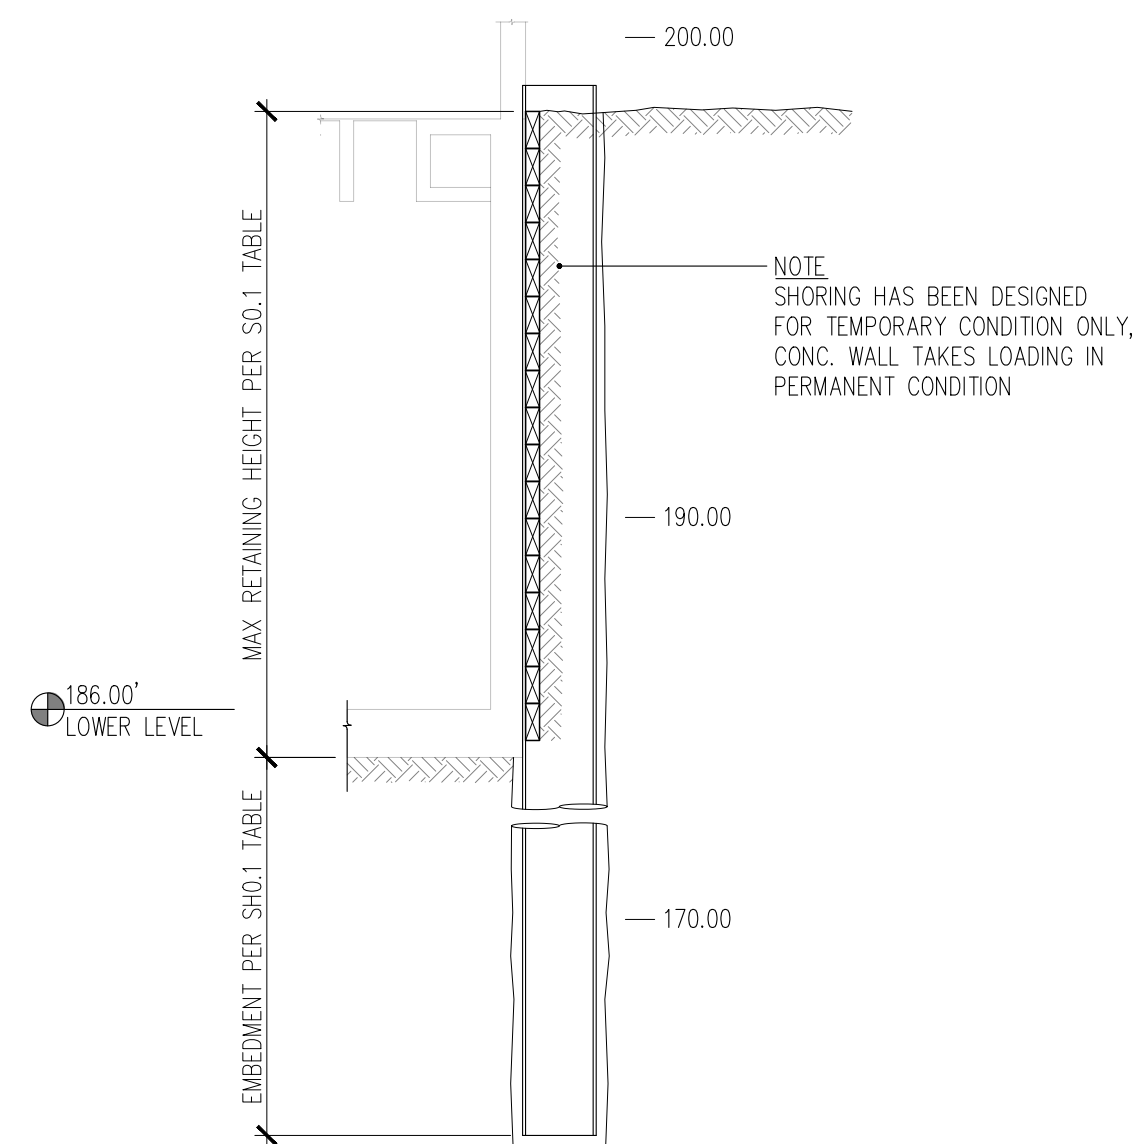 200.00
MAX RETAINING HEIGHT PER S0.1 TABLE
NOTE
SHORING HAS BEEN DESIGNED
FOR TEMPORARY CONDITION ONLY,
CONC. WALL TAKES LOADING IN
PERMANENT CONDITION
190.00
186.00'
LOWER LEVEL
EMBEDMENT PER SH0.1 TABLE
170.00